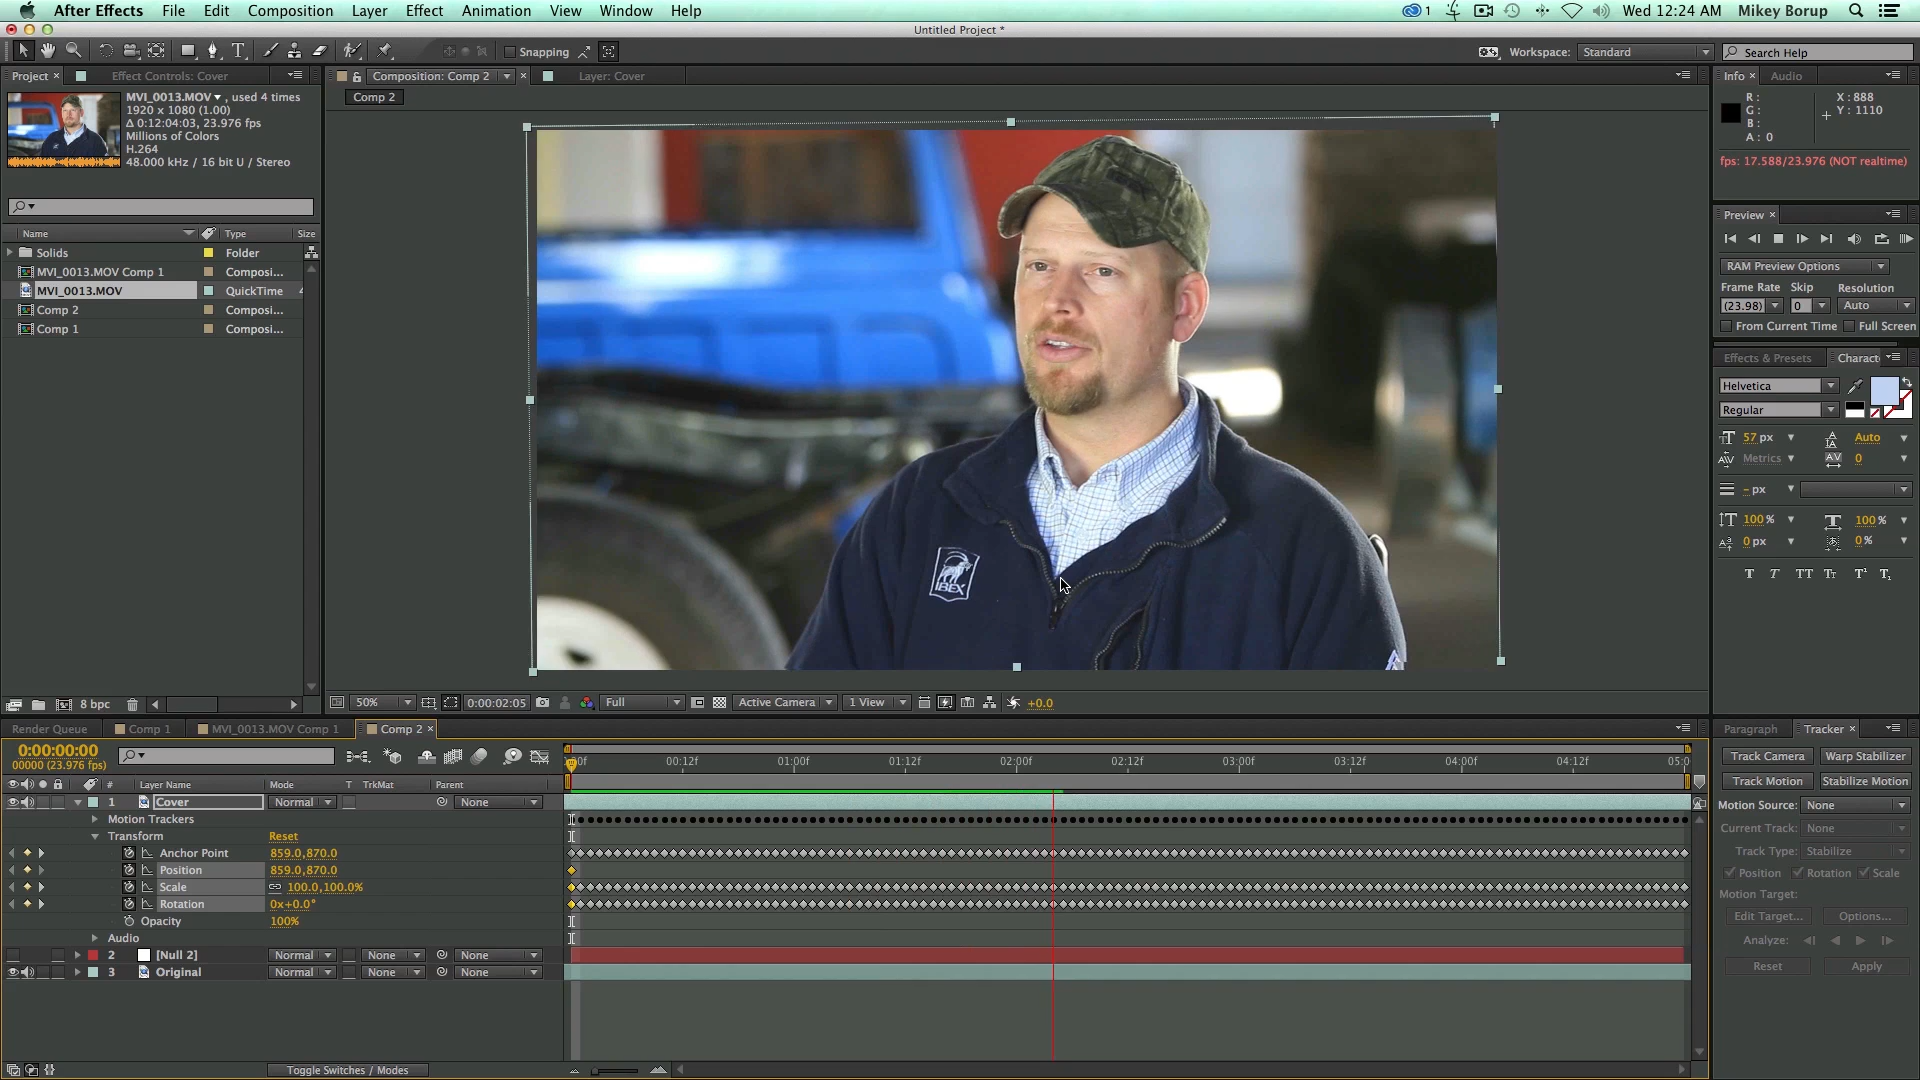 After Effects File Edit Composition Layer Effect Animation View Window Help 1 Wed 12:24 AM Mikey Borup
Untitled Project *
Snapping Workspace: Standard Search Help
Project × Effect Controls: Cover
MVI_0013.MOV▼, used 4 times
1920 x 1080 (1.00)
Δ 0:12:04:03, 23.976 fps
Millions of Colors
H.264
48.000 kHz / 16 bit U / Stereo
Name Type Size
Solids Folder
MVI_0013.MOV Comp 1 Composi...
MVI_0013.MOV QuickTime 4
Comp 2 Composi...
Comp 1 Composi...
8 bpc
Composition: Comp 2 × Layer: Cover
Comp 2
IBEX
50% 0:00:02:05 Full Active Camera 1 View +0.0
Info × Audio
R: X: 888
G: Y: 1110
B:
A: 0
fps: 17.588/23.976 (NOT realtime)
Preview ×
RAM Preview Options
Frame Rate Skip Resolution
(23.98) 0 Auto
From Current Time Full Screen
Effects & Presets Charact
Helvetica
Regular
57 px Auto
Metrics 0
- px
100 % 100 %
0 px 0 %
T T TT Tt T¹ T₁
Render Queue Comp 1 MVI_0013.MOV Comp 1 Comp 2 ×
0:00:00:00
00000 (23.976 fps)
:00f 00:12f 01:00f 01:12f 02:00f 02:12f 03:00f 03:12f 04:00f 04:12f 05:0
# Layer Name Mode T TrkMat Parent
1 Cover Normal None
Motion Trackers
Transform Reset
Anchor Point 859.0,870.0
Position 859.0,870.0
Scale 100.0,100.0%
Rotation 0x+0.0°
Opacity 100%
Audio
2 [Null 2] Normal None None
3 Original Normal None None
Toggle Switches / Modes
Paragraph Tracker ×
Track Camera Warp Stabilizer
Track Motion Stabilize Motion
Motion Source: None
Current Track: None
Track Type: Stabilize
Position Rotation Scale
Motion Target:
Edit Target... Options...
Analyze:
Reset Apply